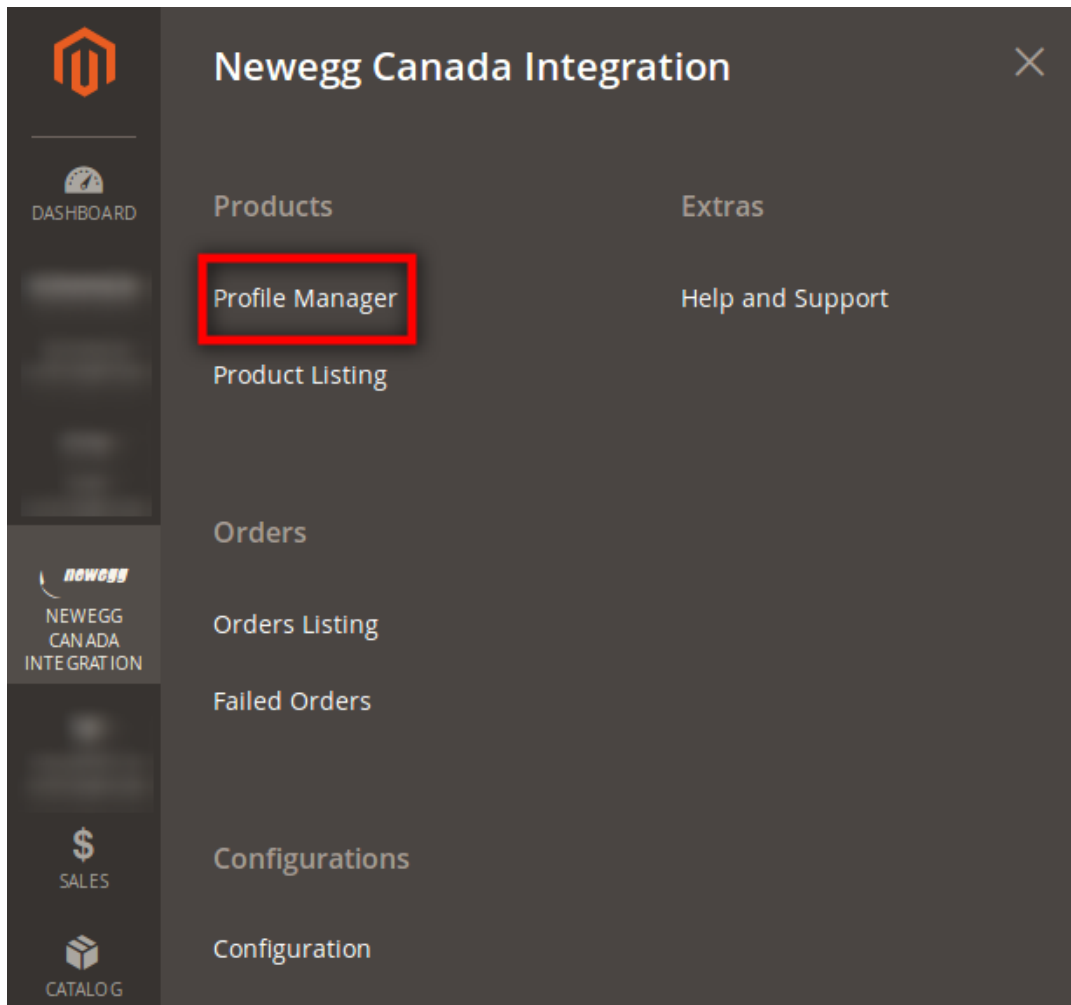 Newegg Canada Integration
DASHBOARD
Products
Profile Manager
Product Listing
Extras
Help and Support
Orders
Orders Listing
Failed Orders
newegg
NEWEGG
CANADA
INTEGRATION
Configurations
Configuration
$
SALES
CATALOG